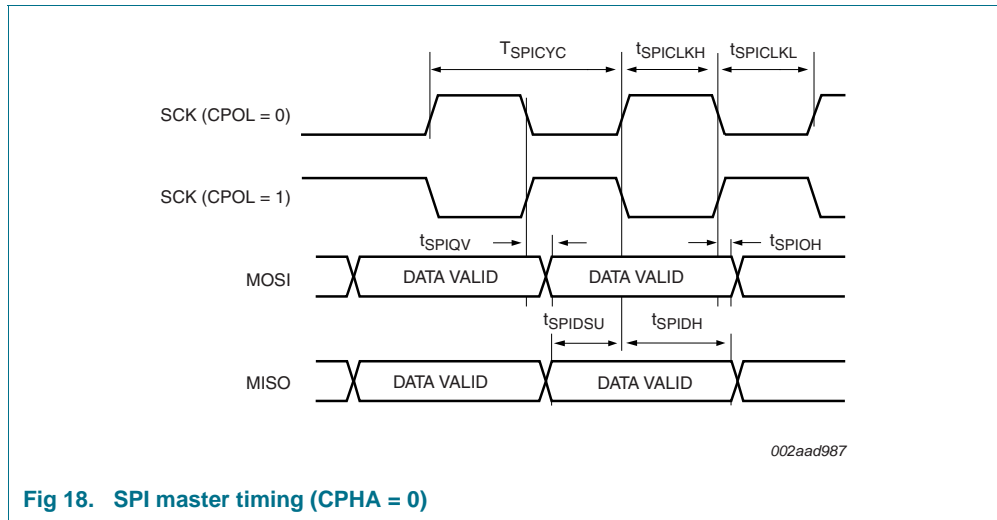 TSPICYC
tSPICLKH
tSPICLKL
SCK (CPOL = 0)
SCK (CPOL = 1)
tSPIQV
tSPIOH
MOSI
DATA VALID
DATA VALID
tSPIDSU
tSPIDH
MISO
DATA VALID
DATA VALID
002aad987
Fig 18. SPI master timing (CPHA = 0)